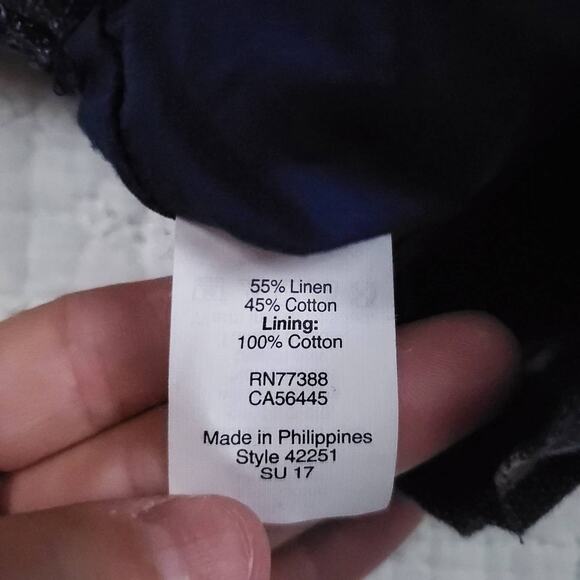 55% Linen
45% Cotton
Lining:
100% Cotton
RN77388
CA56445
Made in Philippines
Style 42251
SU 17